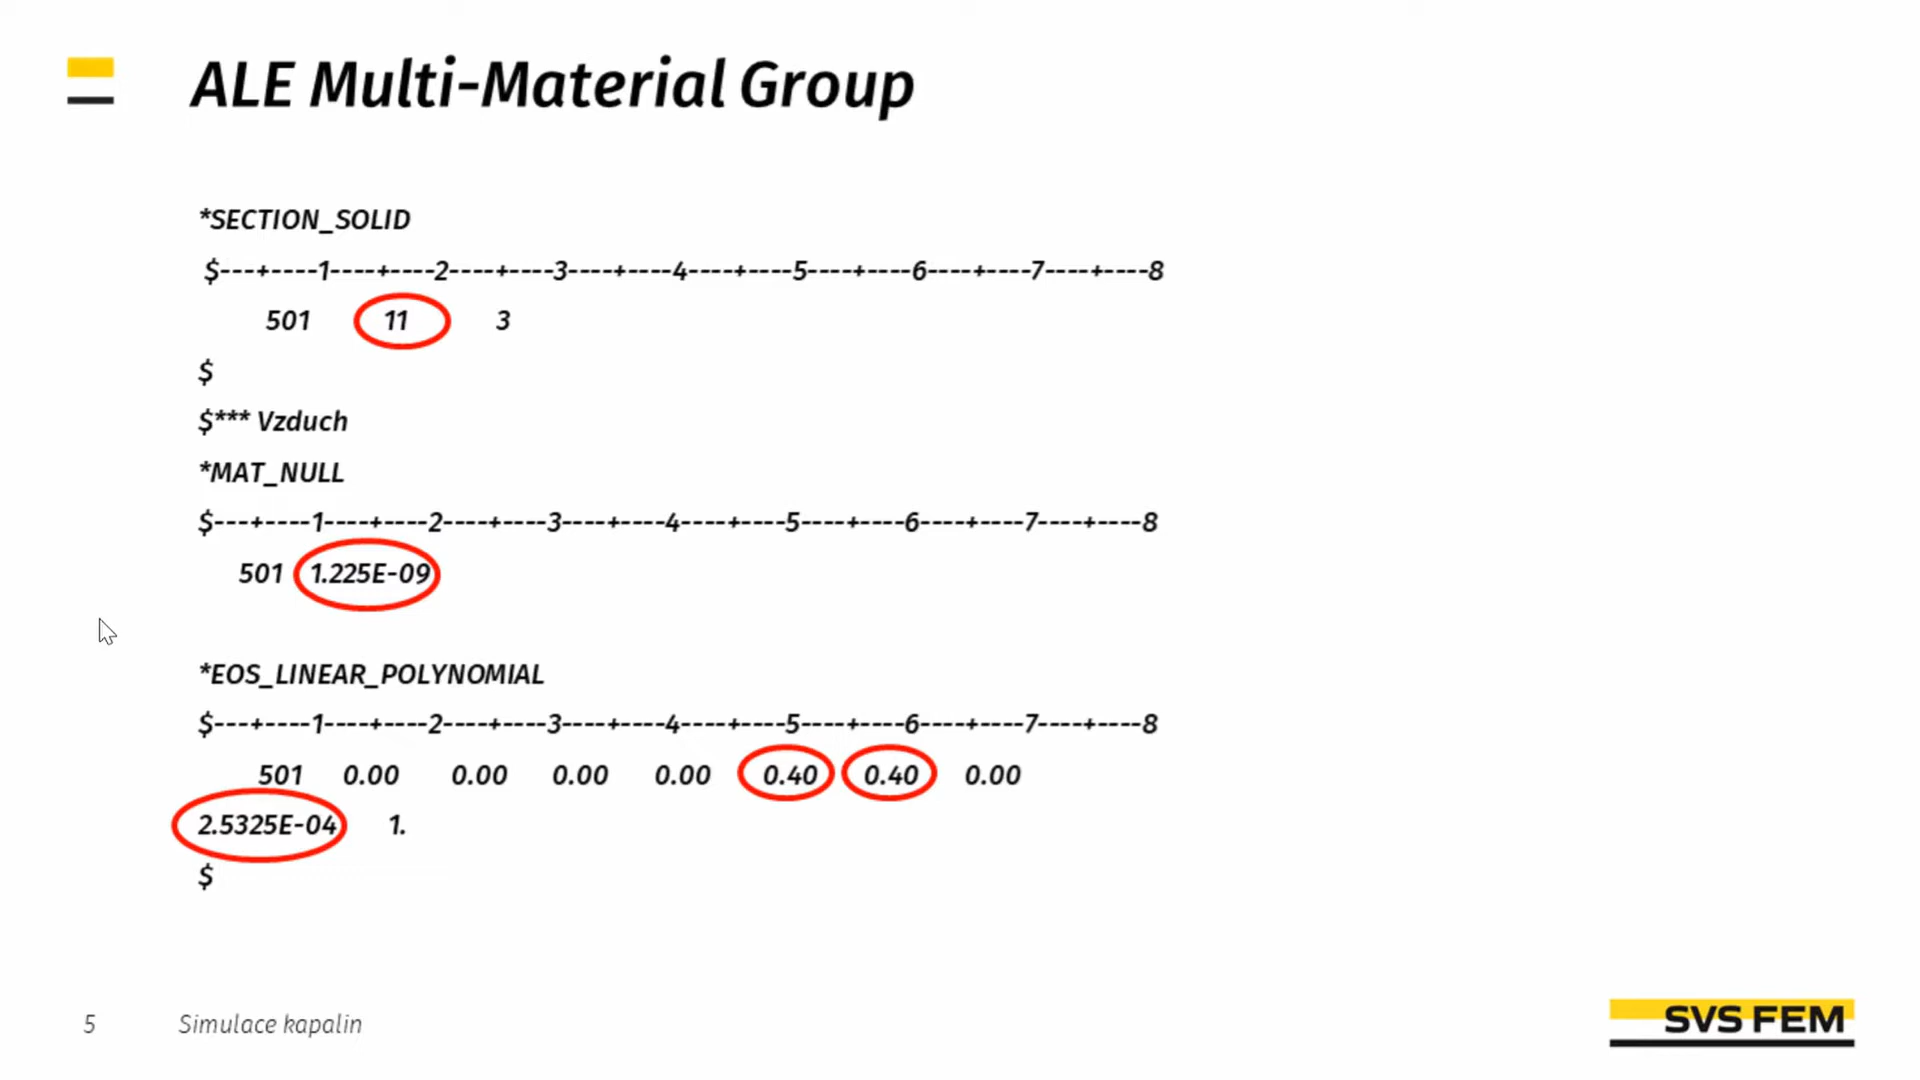 ALE Multi-Material Group
*SECTION_SOLID
$---+----1----+----2----+----3----+----4----+----5----+----6----+----7----+----8
501 11 3
$
$*** Vzduch
*MAT_NULL
$---+----1----+----2----+----3----+----4----+----5----+----6----+----7----+----8
501 1.225E-09
*EOS_LINEAR_POLYNOMIAL
$---+----1----+----2----+----3----+----4----+----5----+----6----+----7----+----8
501 0.00 0.00 0.00 0.00 0.40 0.40 0.00
2.5325E-04 1.
$
5 Simulace kapalin
SVS FEM